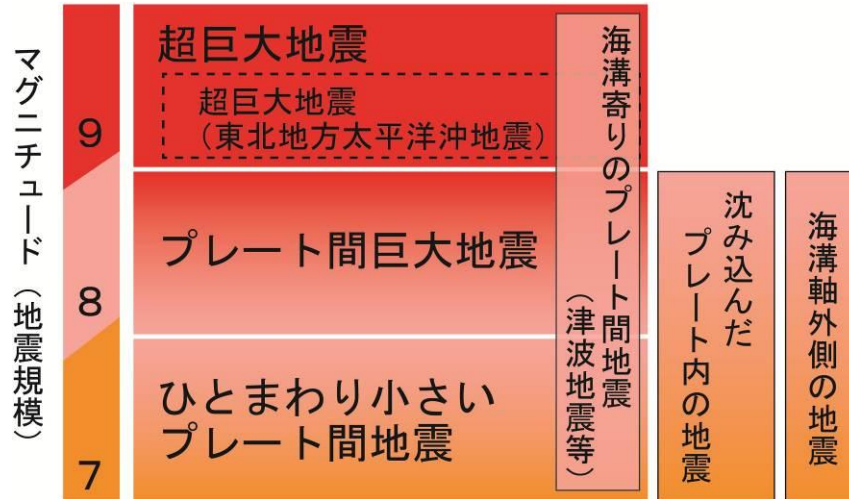 マグニチュード（地震規模）
9
8
7
超巨大地震
超巨大地震
（東北地方太平洋沖地震）
プレート間巨大地震
ひとまわり小さい
プレート間地震
海溝寄りのプレート間地震
（津波地震等）
沈み込んだ
プレート内の地震
海溝軸外側の地震